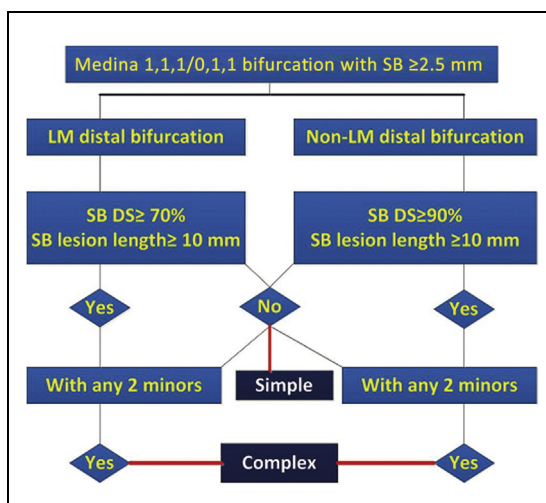 Medina 1,1,1/0,1,1 bifurcation with SB ≥2.5 mm
LM distal bifurcation
Non-LM distal bifurcation
SB DS≥ 70%
SB lesion length≥ 10 mm
SB DS≥90%
SB lesion length ≥10 mm
Yes
No
Yes
With any 2 minors
Simple
With any 2 minors
Yes
Complex
Yes